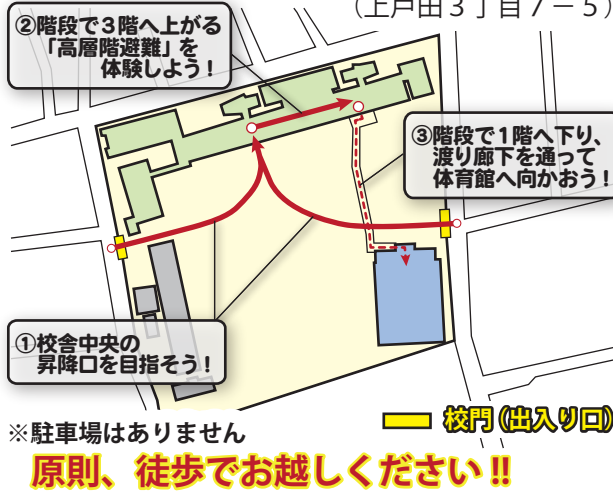 （上戸田３丁目７－５）
②階段で3階へ上がる
「高層階避難」を
体験しよう！
③階段で1階へ下り、
渡り廊下を通って
体育館へ向かおう！
①校舎中央の
昇降口を目指そう！
校門（出入り口）
※駐車場はありません
原則、徒歩でお越しください‼